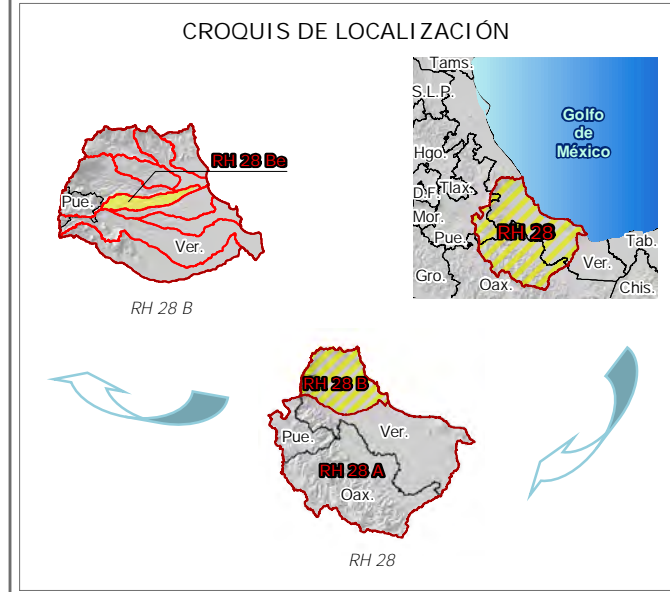 CROQUIS DE LOCALIZACIÓN
RH 28 Be
Pue.
Ver.
RH 28 B
Tams.
S.L.P.
Golfo
de
México
Hgo.
D.F.
Tlax.
Mor.
Pue.
RH 28
Tab.
Ver.
Gro.
Oax.
Chis.
RH 28 B
Pue.
Ver.
RH 28 A
Oax.
RH 28